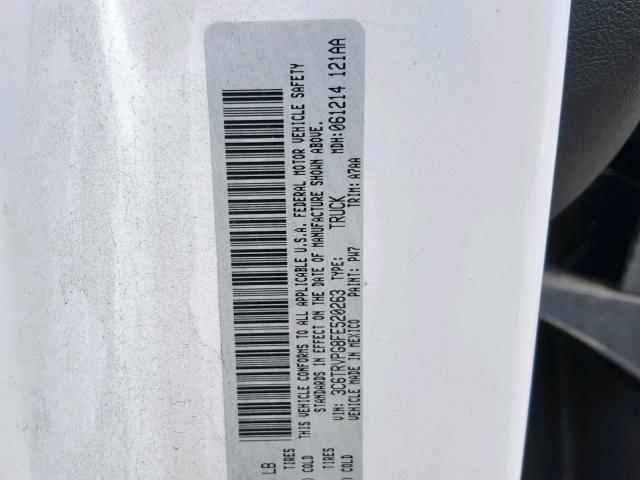 LB
TIRES
) COLD
THIS VEHICLE CONFORMS TO ALL APPLICABLE U.S.A. FEDERAL MOTOR VEHICLE SAFETY
STANDARDS IN EFFECT ON THE DATE OF MANUFACTURE SHOWN ABOVE.
VIN: 3C6TRVPG8FE520263 TYPE: TRUCK MDH:061214 121AA
VEHICLE MADE IN MEXICO PAINT: PW7 TRIM: A7AA
TIRES
) COLD